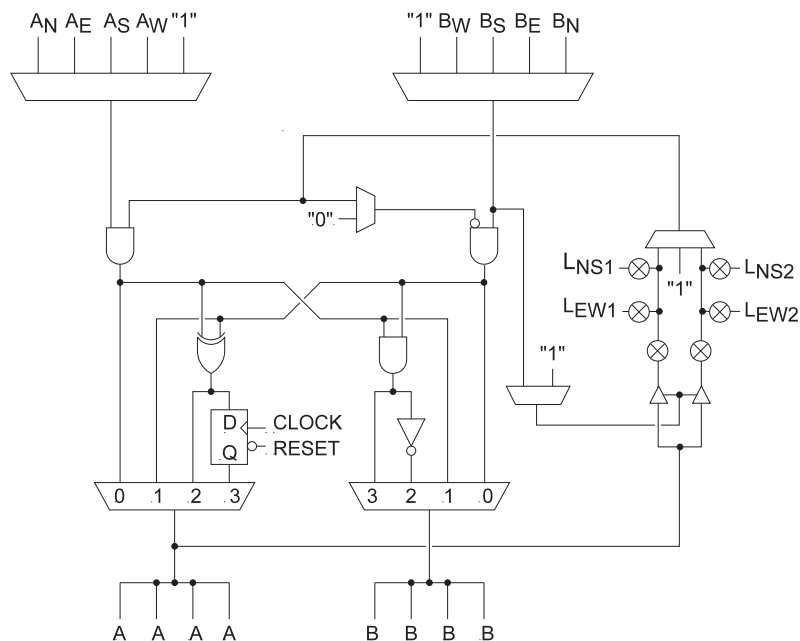 AN AE AS AW "1"
"1" BW BS BE BN
"0"
LNS1
"1"
LNS2
LEW1
LEW2
"1"
D
CLOCK
Q
RESET
0 1 2 3
3 2 1 0
A A A A
B B B B